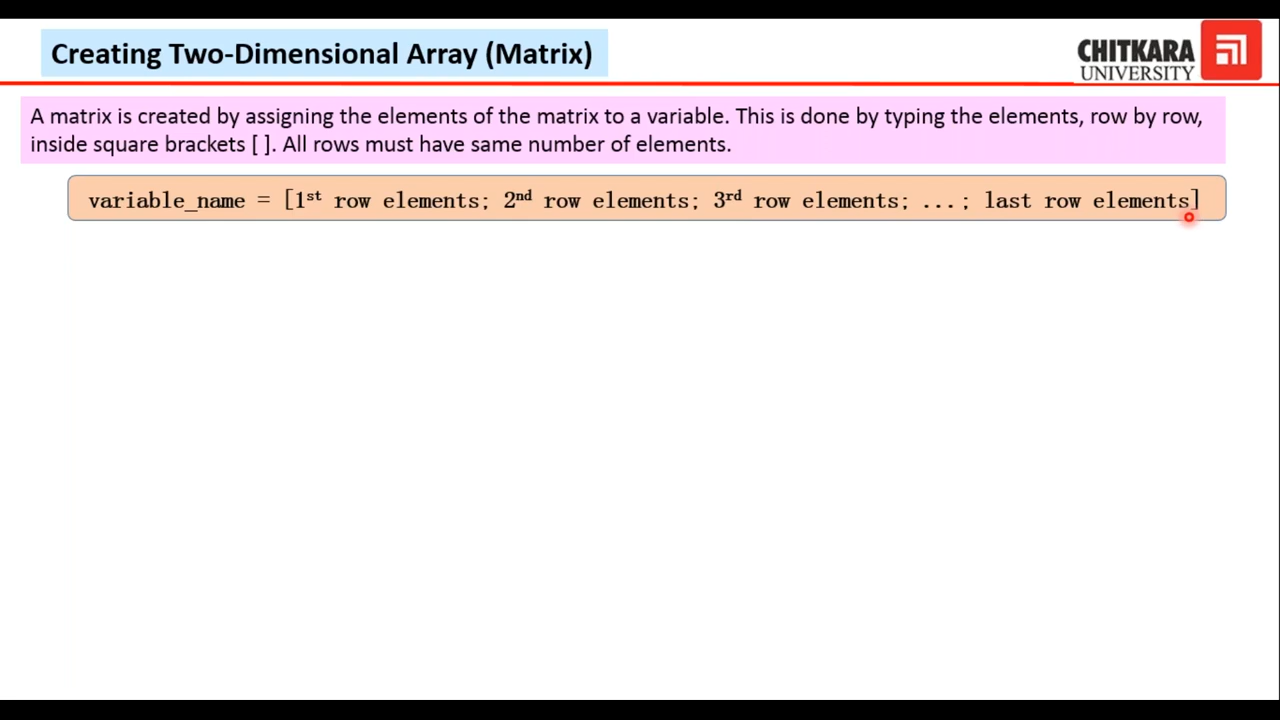 Creating Two-Dimensional Array (Matrix)
CHITKARA
UNIVERSITY
A matrix is created by assigning the elements of the matrix to a variable. This is done by typing the elements, row by row,
inside square brackets [ ]. All rows must have same number of elements.
variable_name = [1st row elements; 2nd row elements; 3rd row elements; ...; last row elements]